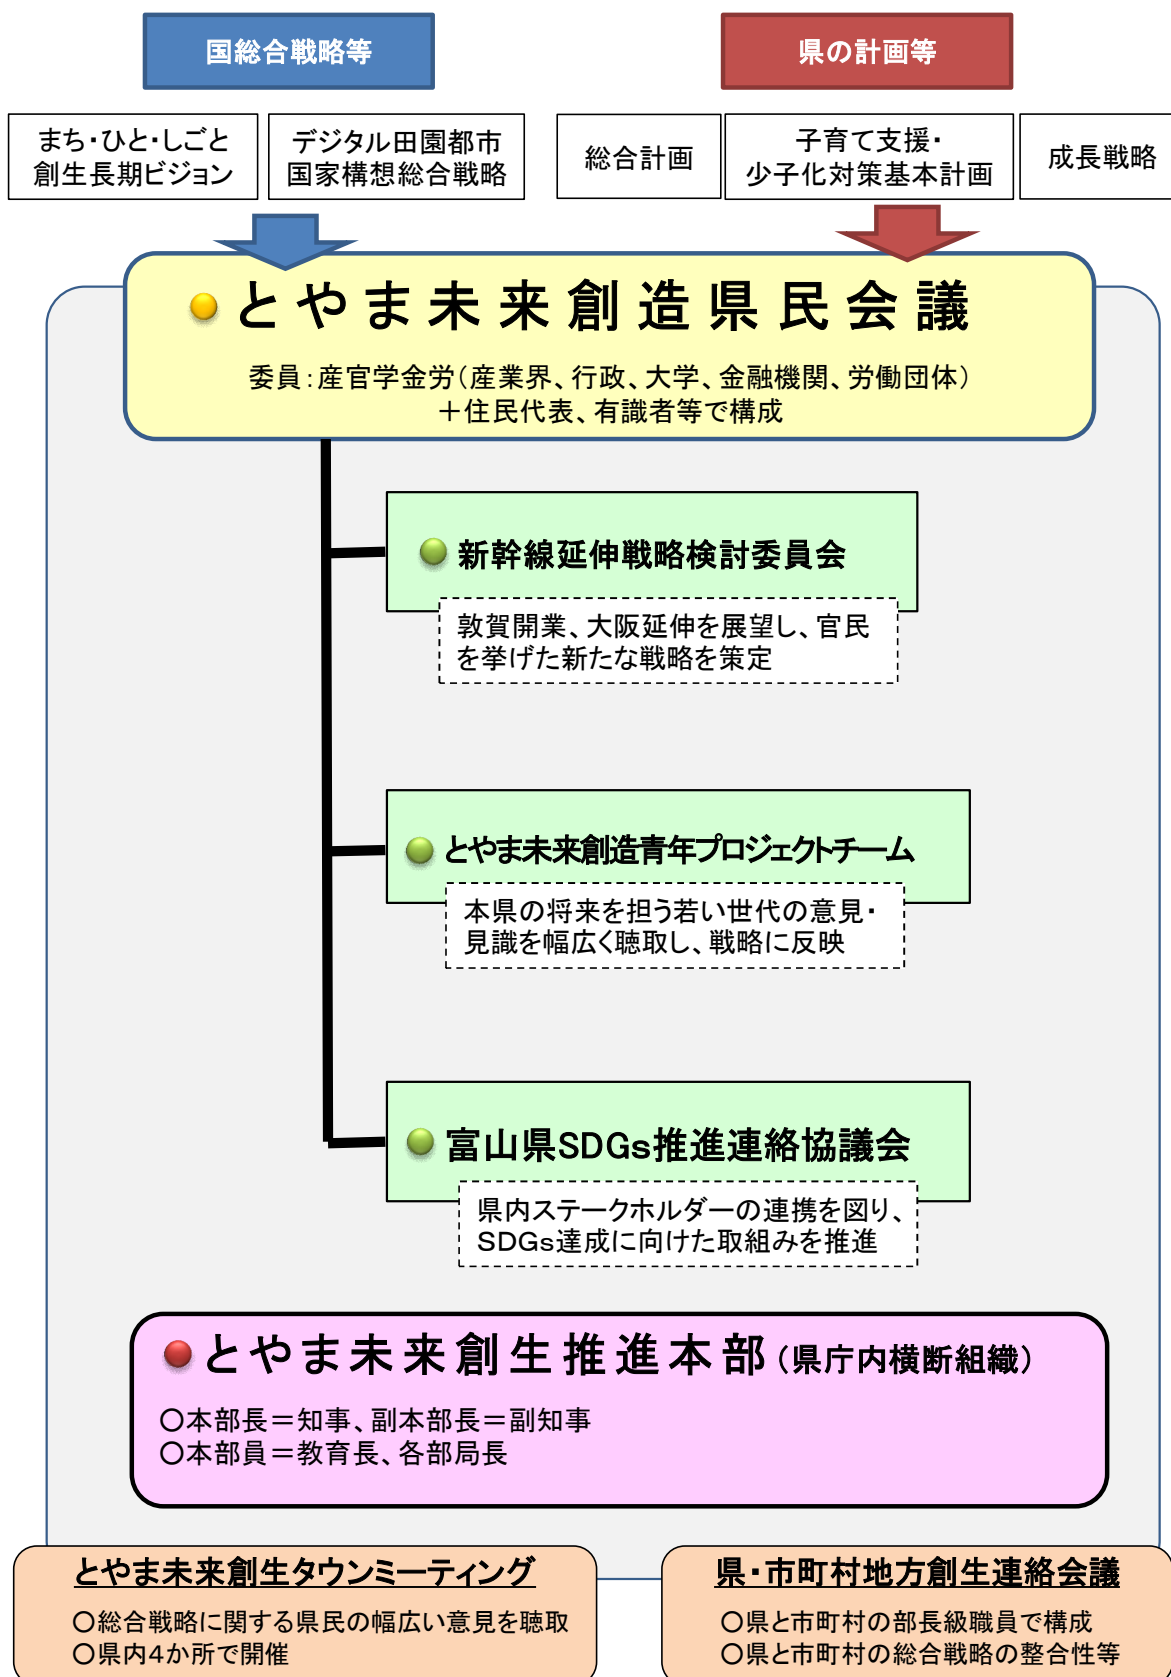 国総合戦略等
県の計画等
まち・ひと・しごと
創生長期ビジョン
デジタル田園都市
国家構想総合戦略
総合計画
子育て支援・
少子化対策基本計画
成長戦略
とやま未来創造県民会議
委員：産官学金労（産業界、行政、大学、金融機関、労働団体）
＋住民代表、有識者等で構成
新幹線延伸戦略検討委員会
敦賀開業、大阪延伸を展望し、官民
を挙げた新たな戦略を策定
とやま未来創造青年プロジェクトチーム
本県の将来を担う若い世代の意見・
見識を幅広く聴取し、戦略に反映
富山県SDGs推進連絡協議会
県内ステークホルダーの連携を図り、
SDGs達成に向けた取組みを推進
とやま未来創生推進本部（県庁内横断組織）
○本部長＝知事、副本部長＝副知事
○本部員＝教育長、各部局長
とやま未来創生タウンミーティング
○総合戦略に関する県民の幅広い意見を聴取
○県内4か所で開催
県・市町村地方創生連絡会議
○県と市町村の部長級職員で構成
○県と市町村の総合戦略の整合性等